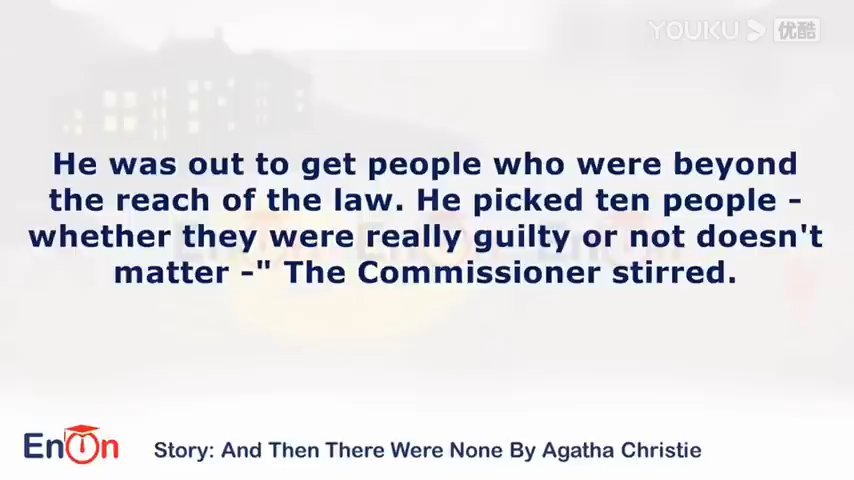 YOUKU 优酷
He was out to get people who were beyond
the reach of the law. He picked ten people -
whether they were really guilty or not doesn't
matter -" The Commissioner stirred.
EnOn
Story: And Then There Were None By Agatha Christie